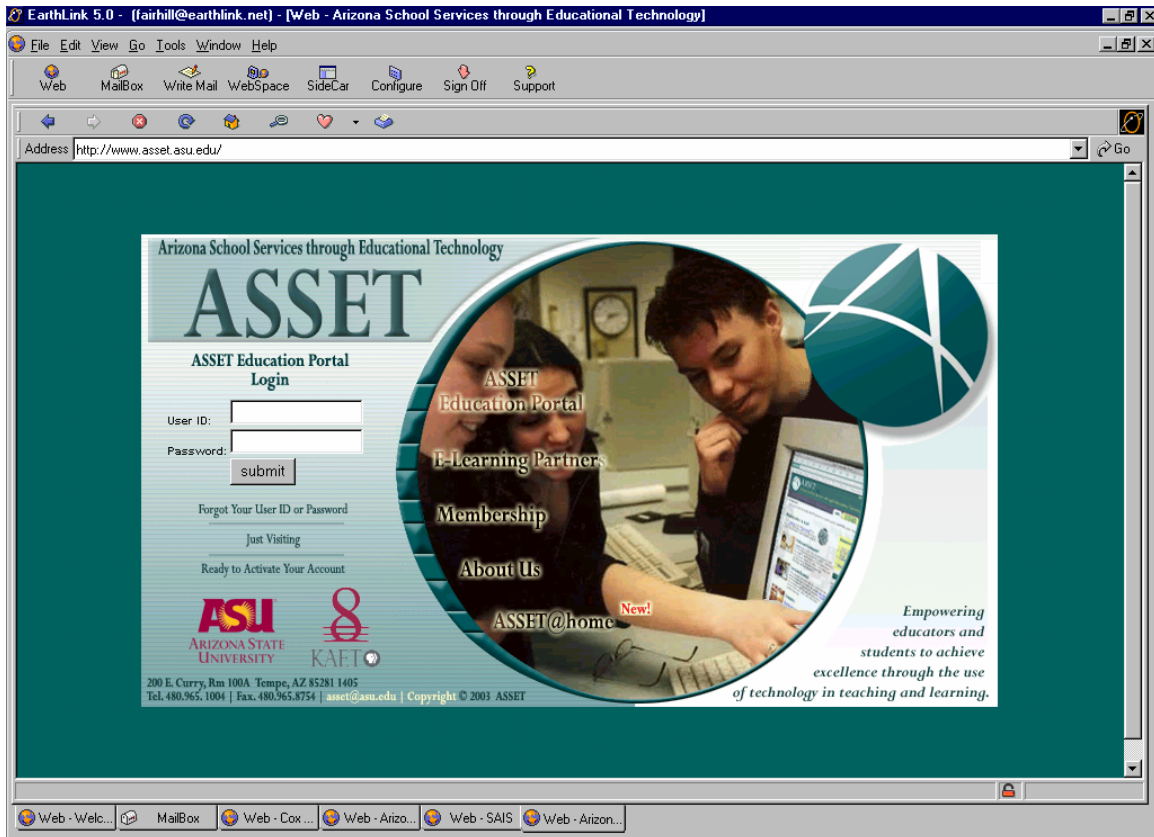 EarthLink 5.0 - (fairhill@earthlink.net) - [Web - Arizona School Services through Educational Technology]
File Edit View Go Tools Window Help
Web MailBox Write Mail WebSpace SideCar Configure Sign Off Support
Address http://www.asset.asu.edu/ Go
Arizona School Services through Educational Technology
ASSET
ASSET Education Portal
Login
User ID:
Password:
submit
Forgot Your User ID or Password
Just Visiting
Ready to Activate Your Account
ASU
ARIZONA STATE
UNIVERSITY
8
KAET
200 E. Curry, Rm 100A Tempe, AZ 85281 1405
Tel. 480.965. 1004 | Fax. 480.965.8754 | asset@asu.edu | Copyright © 2003 ASSET
ASSET
Education Portal
E-Learning Partners
Membership
About Us
ASSET@home New!
ASSET
Empowering
educators and
students to achieve
excellence through the use
of technology in teaching and learning.
Web - Welc... MailBox Web - Cox ... Web - Arizo... Web - SAIS Web - Arizon...